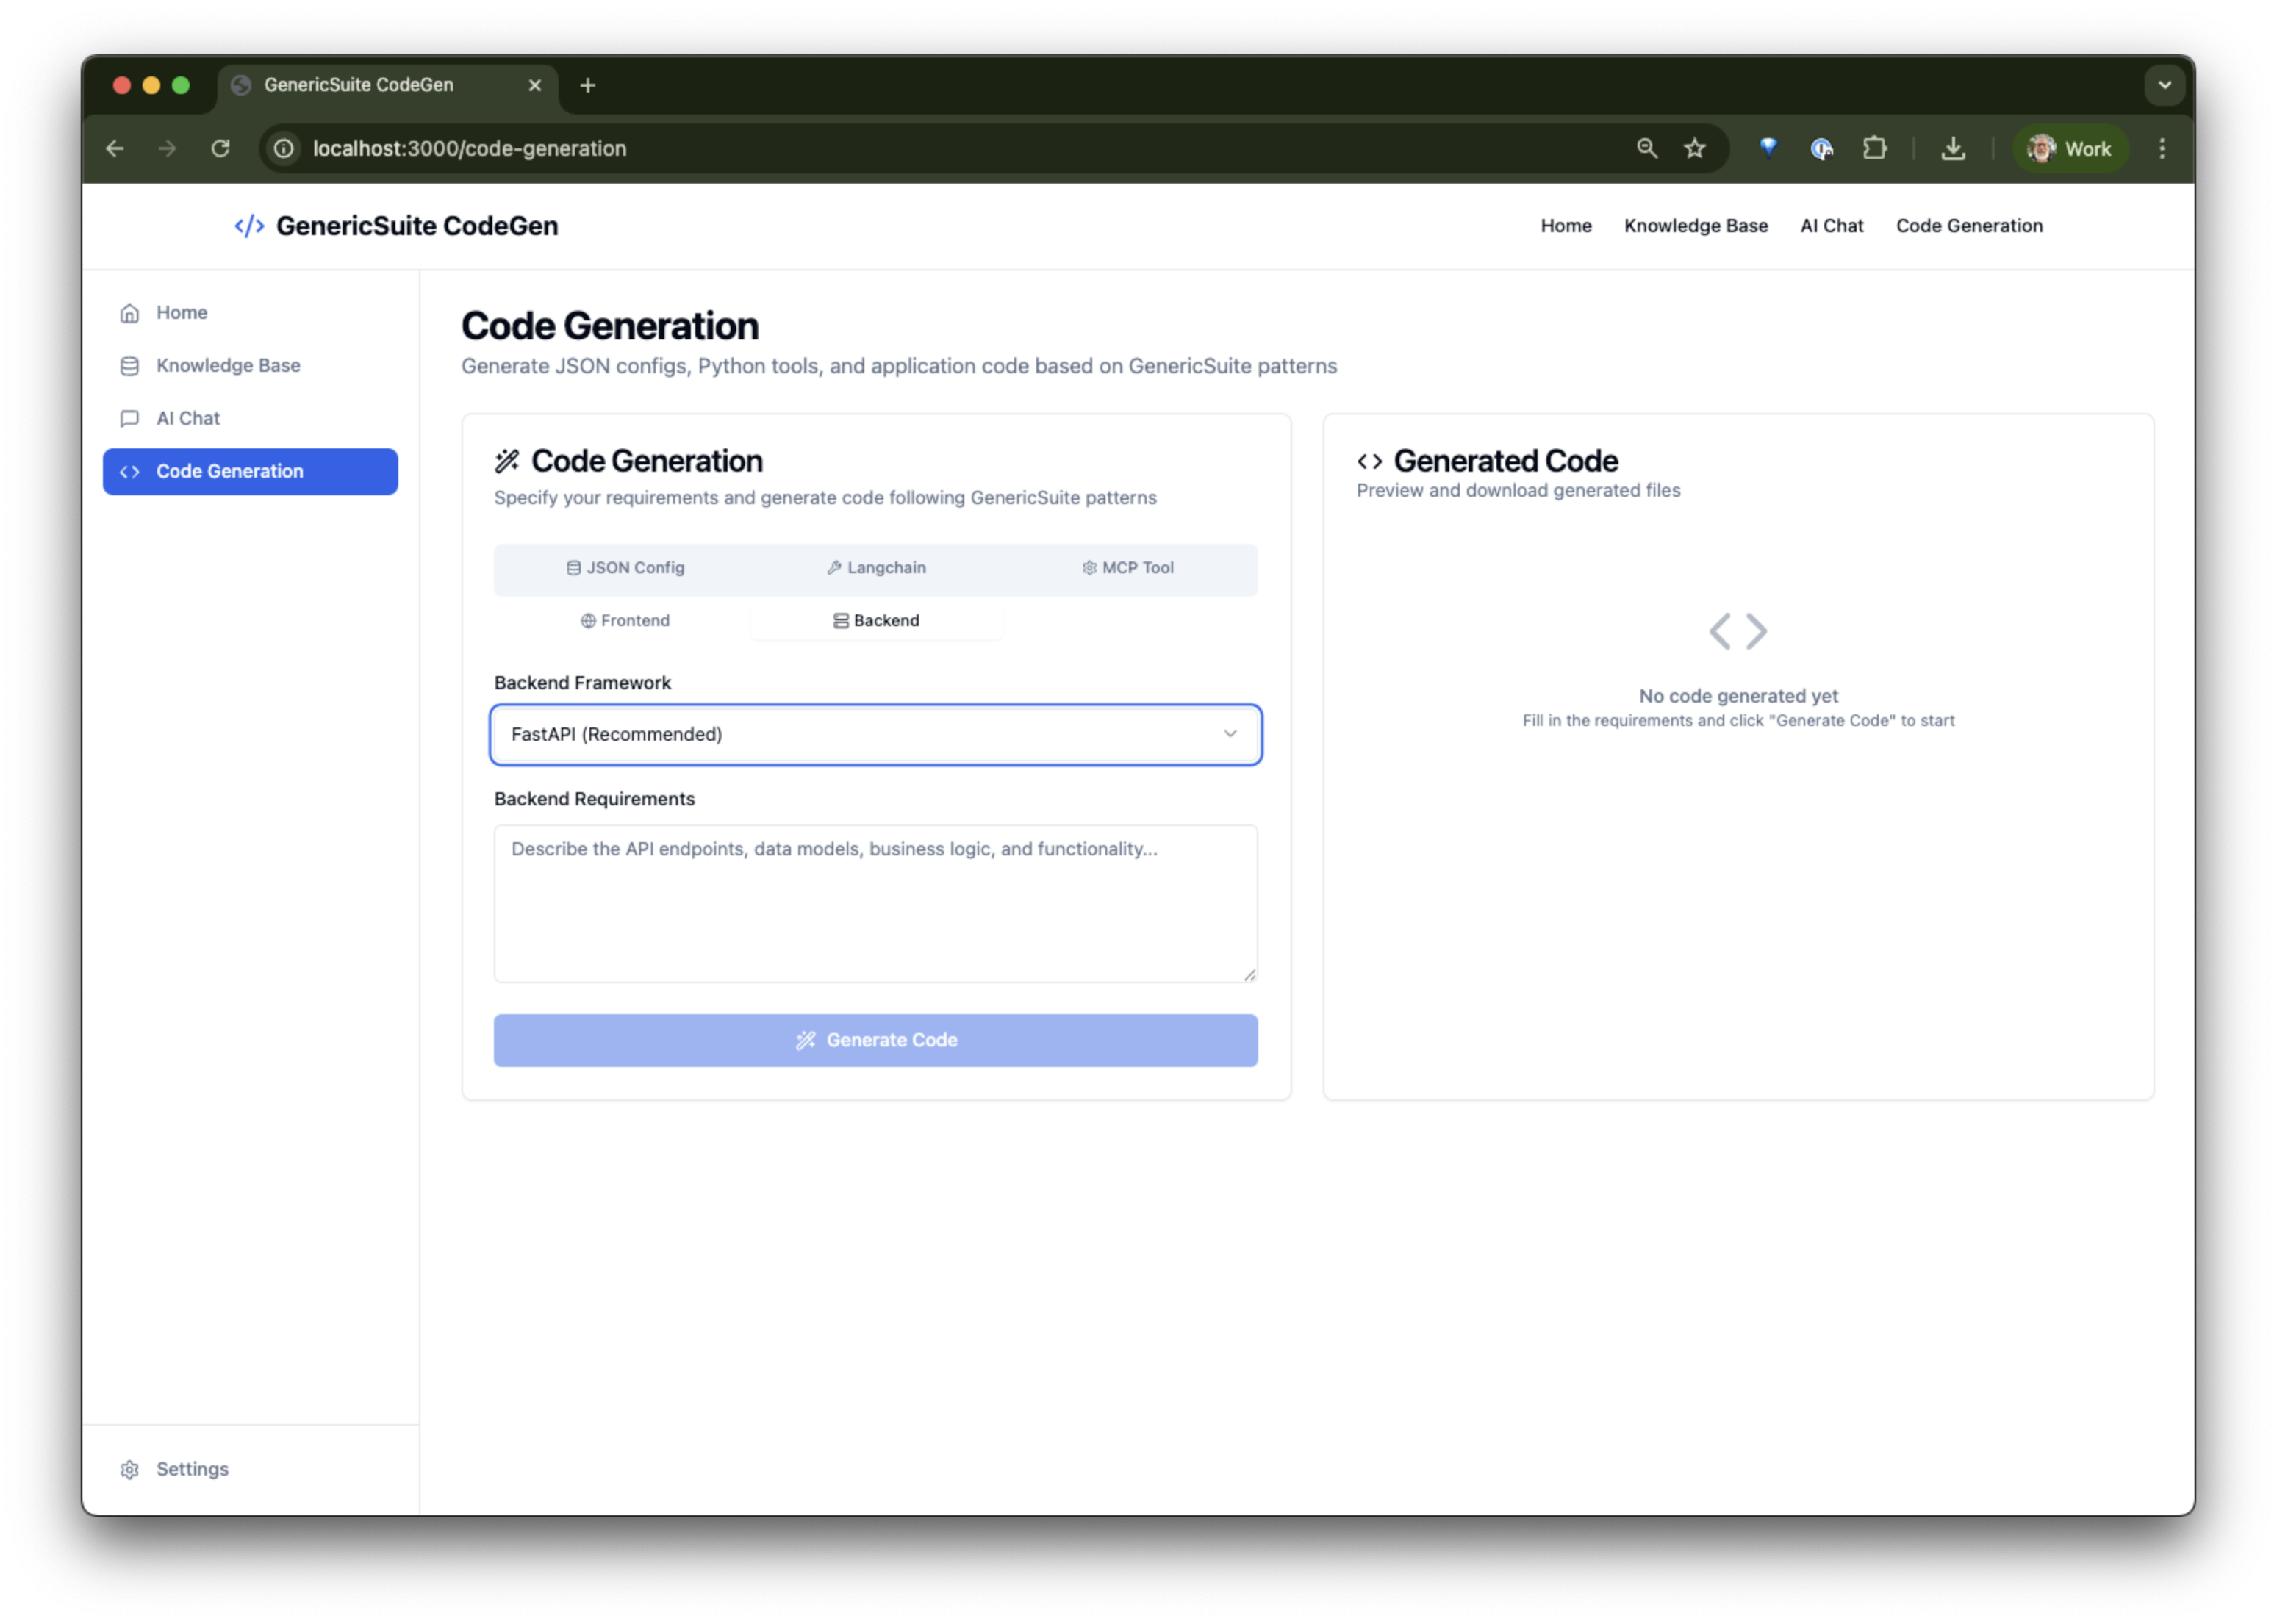 GenericSuite CodeGen
localhost:3000/code-generation
Work
</> GenericSuite CodeGen
Home Knowledge Base AI Chat Code Generation
Home
Knowledge Base
AI Chat
Code Generation
Settings
Code Generation
Generate JSON configs, Python tools, and application code based on GenericSuite patterns
Code Generation
Specify your requirements and generate code following GenericSuite patterns
JSON Config Langchain MCP Tool
Frontend Backend
Backend Framework
FastAPI (Recommended)
Backend Requirements
Describe the API endpoints, data models, business logic, and functionality...
Generate Code
Generated Code
Preview and download generated files
No code generated yet
Fill in the requirements and click "Generate Code" to start